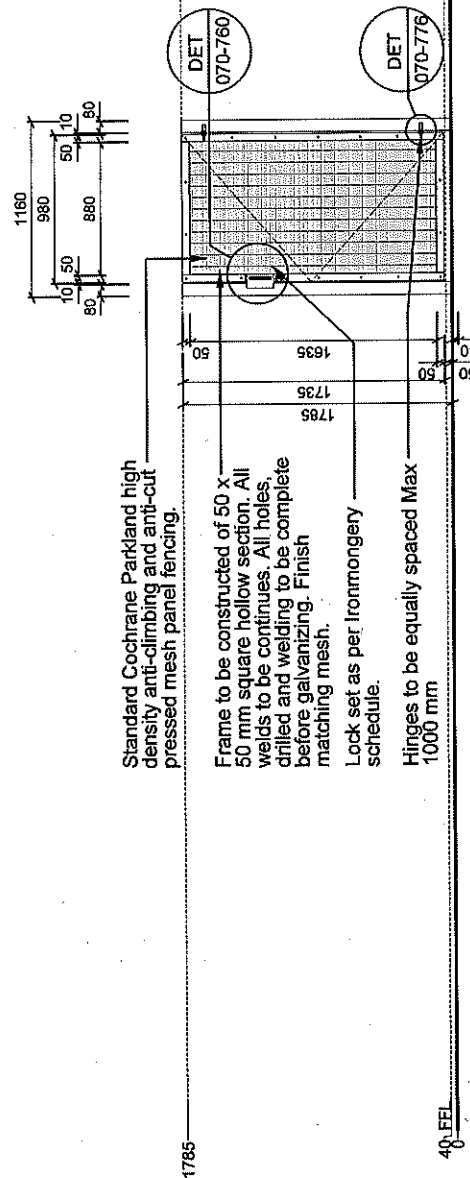 1160
980
10
50
880
50
10
80
80
DET
070-760
DET
070-776
Standard Cochrane Parkland high
density anti-climbing and anti-cut
pressed mesh panel fencing.
Frame to be constructed of 50 x
50 mm square hollow section. All
welds to be continues. All holes,
drilled and welding to be complete
before galvanizing. Finish
matching mesh.
Lock set as per Ironmongery
schedule.
Hinges to be equally spaced Max
1000 mm
50
1635
50
1735
1785
1785
40 FFL
0